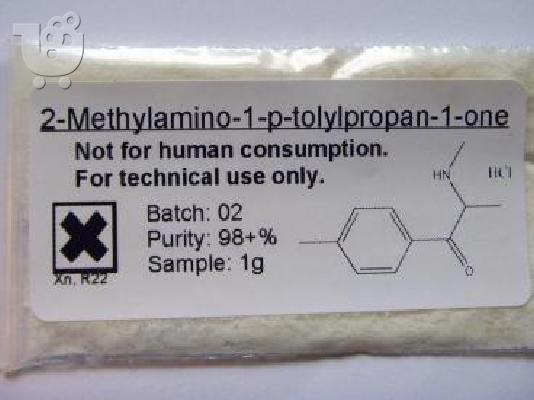 2-Methylamino-1-p-tolylpropan-1-one
Not for human consumption.
For technical use only.
HN
HCl
Batch: 02
Purity: 98+%
Sample: 1g
O
Xn, R22